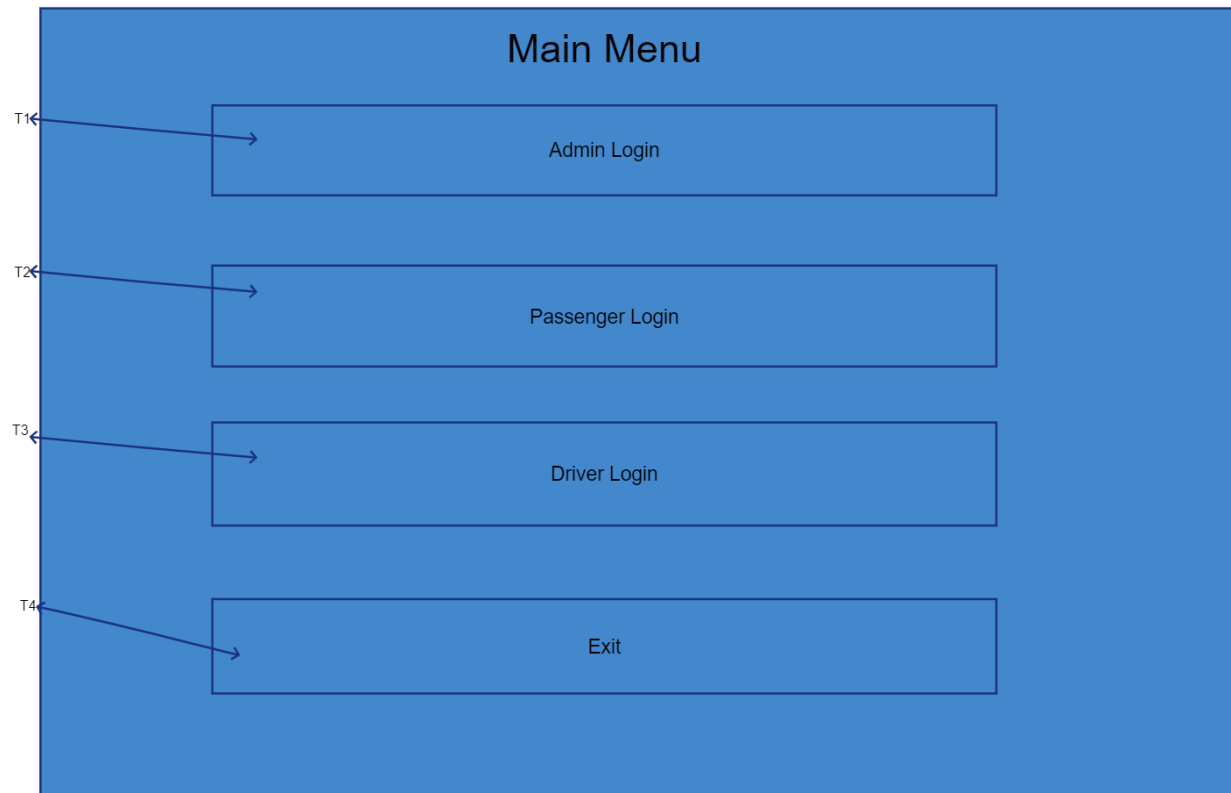 Main Menu
T1
Admin Login
T2
Passenger Login
T3
Driver Login
T4
Exit